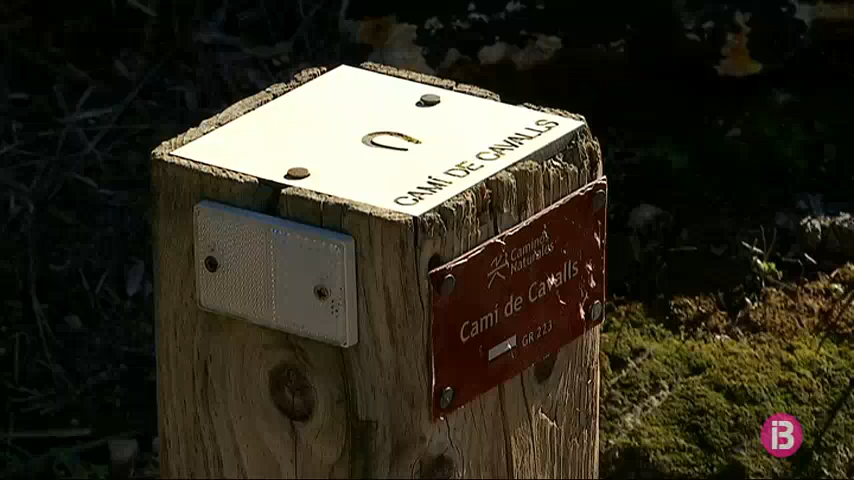 CAMÍ DE CAVALLS
Caminos
Naturales
Camí de Cavalls
GR 223
IB